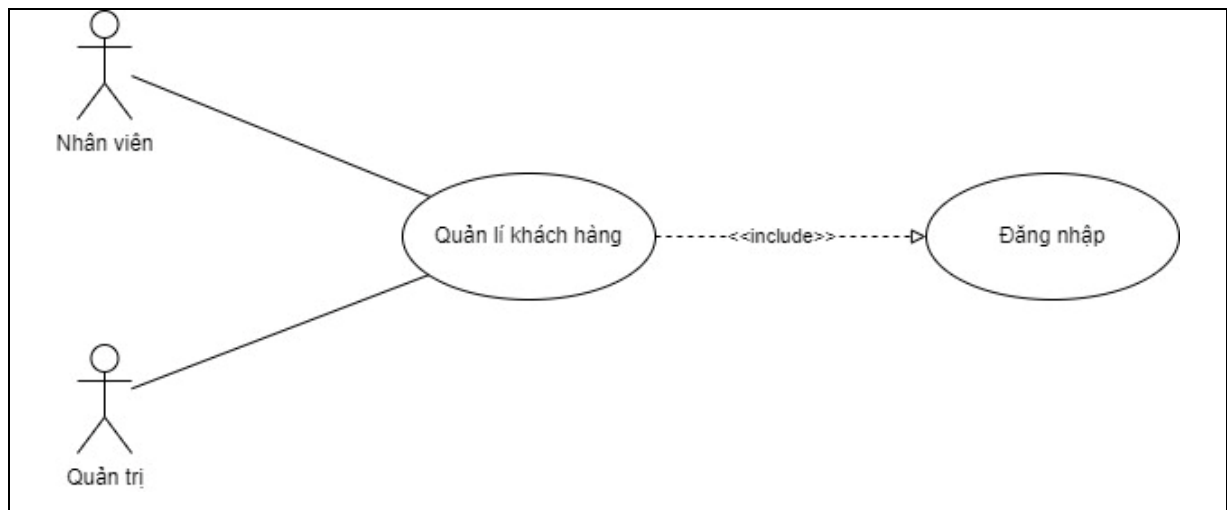 Nhân viên
Quản lí khách hàng
<<include>>
Đăng nhập
Quản trị